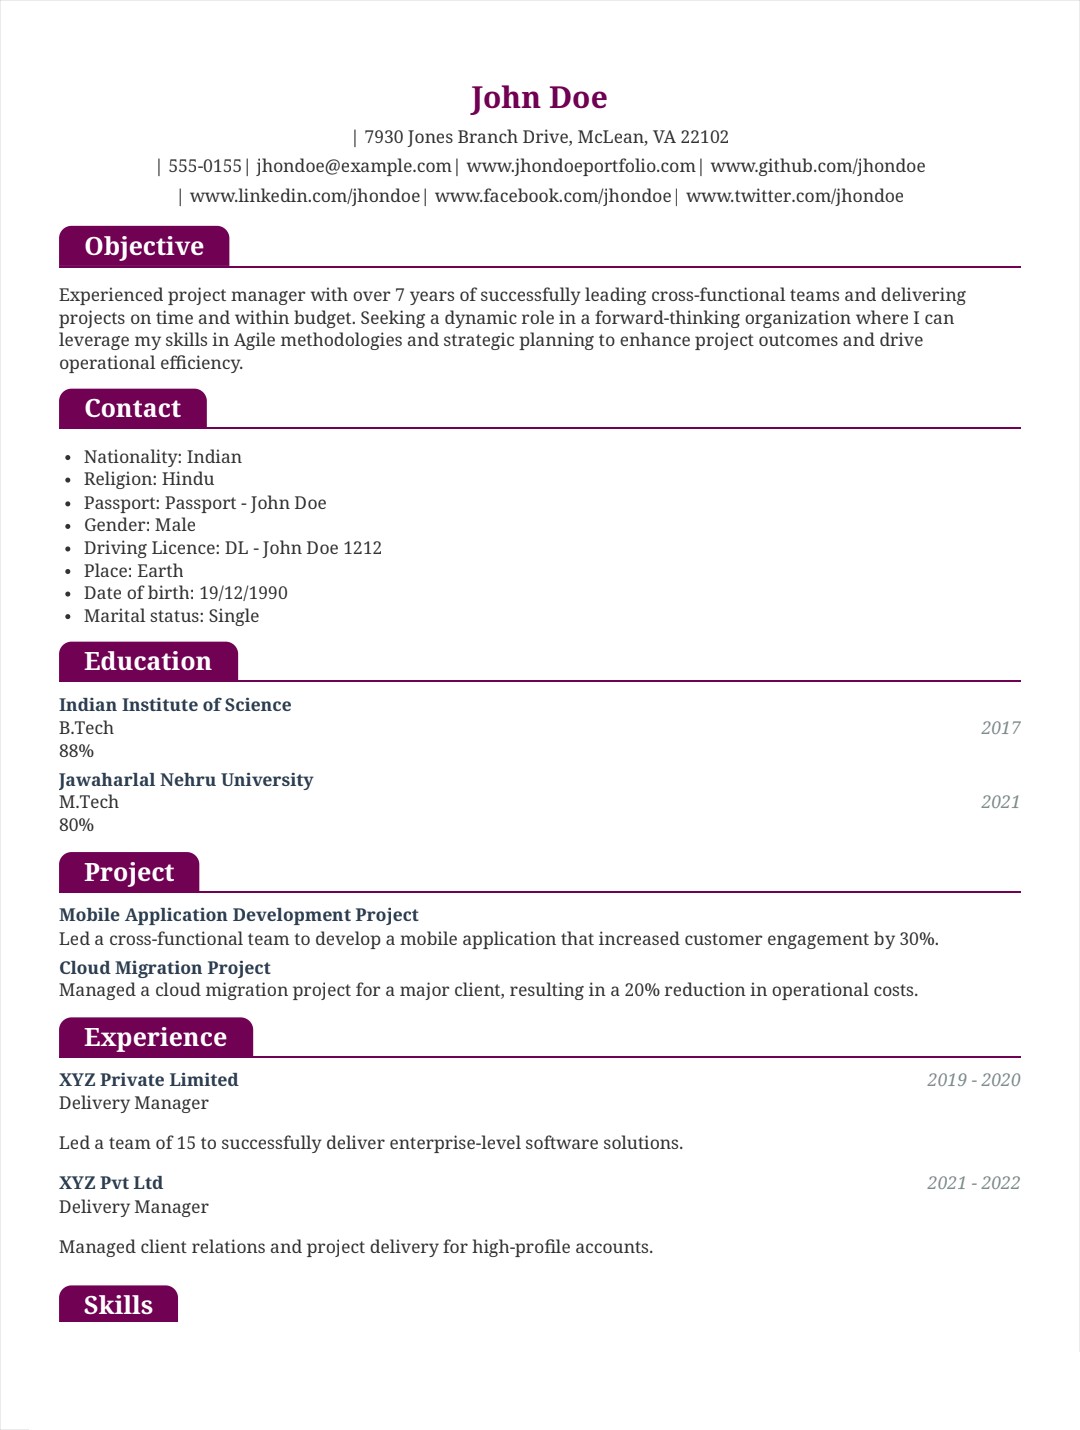 John Doe
| 7930 Jones Branch Drive, McLean, VA 22102
| 555-0155| jhondoe@example.com| www.jhondoeportfolio.com| www.github.com/jhondoe
| www.linkedin.com/jhondoe| www.facebook.com/jhondoe| www.twitter.com/jhondoe
Objective
Experienced project manager with over 7 years of successfully leading cross-functional teams and delivering
projects on time and within budget. Seeking a dynamic role in a forward-thinking organization where I can
leverage my skills in Agile methodologies and strategic planning to enhance project outcomes and drive
operational efficiency.
Contact
• Nationality: Indian
• Religion: Hindu
• Passport: Passport - John Doe
• Gender: Male
• Driving Licence: DL - John Doe 1212
• Place: Earth
• Date of birth: 19/12/1990
• Marital status: Single
Education
Indian Institute of Science
B.Tech 2017
88%
Jawaharlal Nehru University
M.Tech 2021
80%
Project
Mobile Application Development Project
Led a cross-functional team to develop a mobile application that increased customer engagement by 30%.
Cloud Migration Project
Managed a cloud migration project for a major client, resulting in a 20% reduction in operational costs.
Experience
XYZ Private Limited 2019 - 2020
Delivery Manager
Led a team of 15 to successfully deliver enterprise-level software solutions.
XYZ Pvt Ltd 2021 - 2022
Delivery Manager
Managed client relations and project delivery for high-profile accounts.
Skills